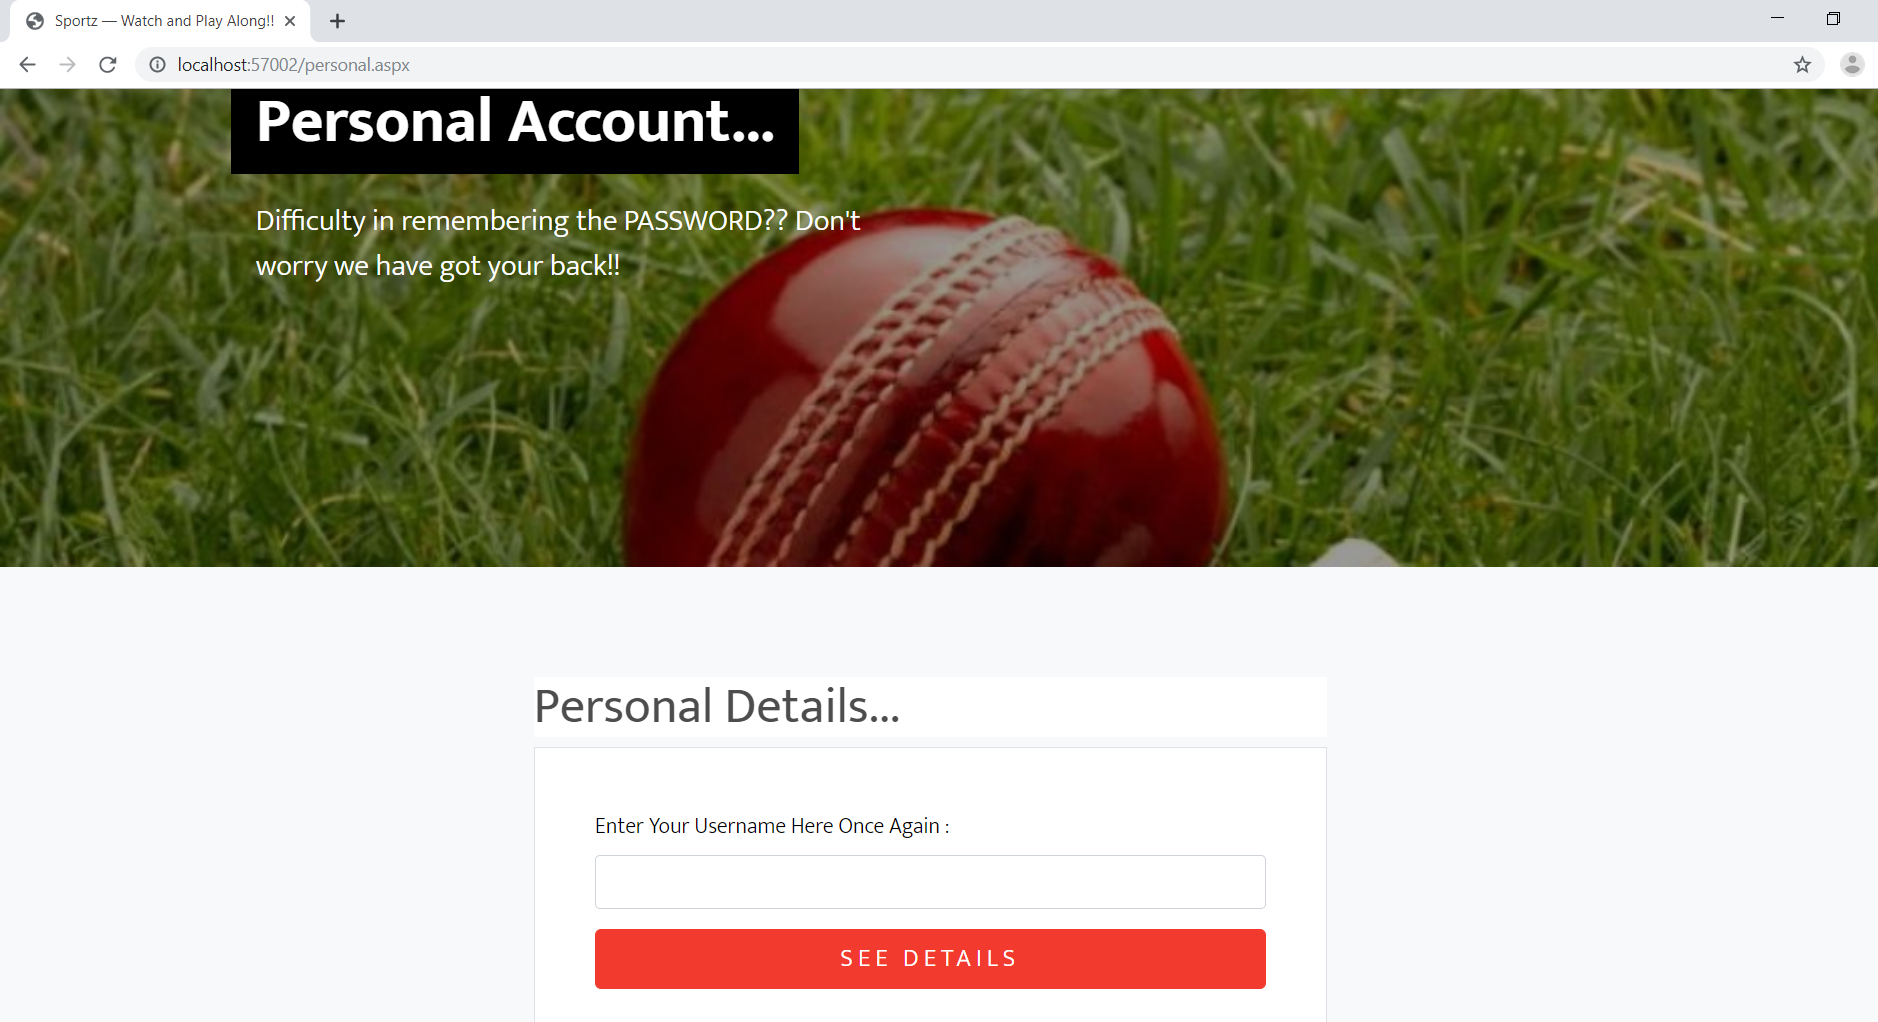 Sportz — Watch and Play Along!!
localhost:57002/personal.aspx
Personal Account...
Difficulty in remembering the PASSWORD?? Don't
worry we have got your back!!
Personal Details...
Enter Your Username Here Once Again :
SEE DETAILS